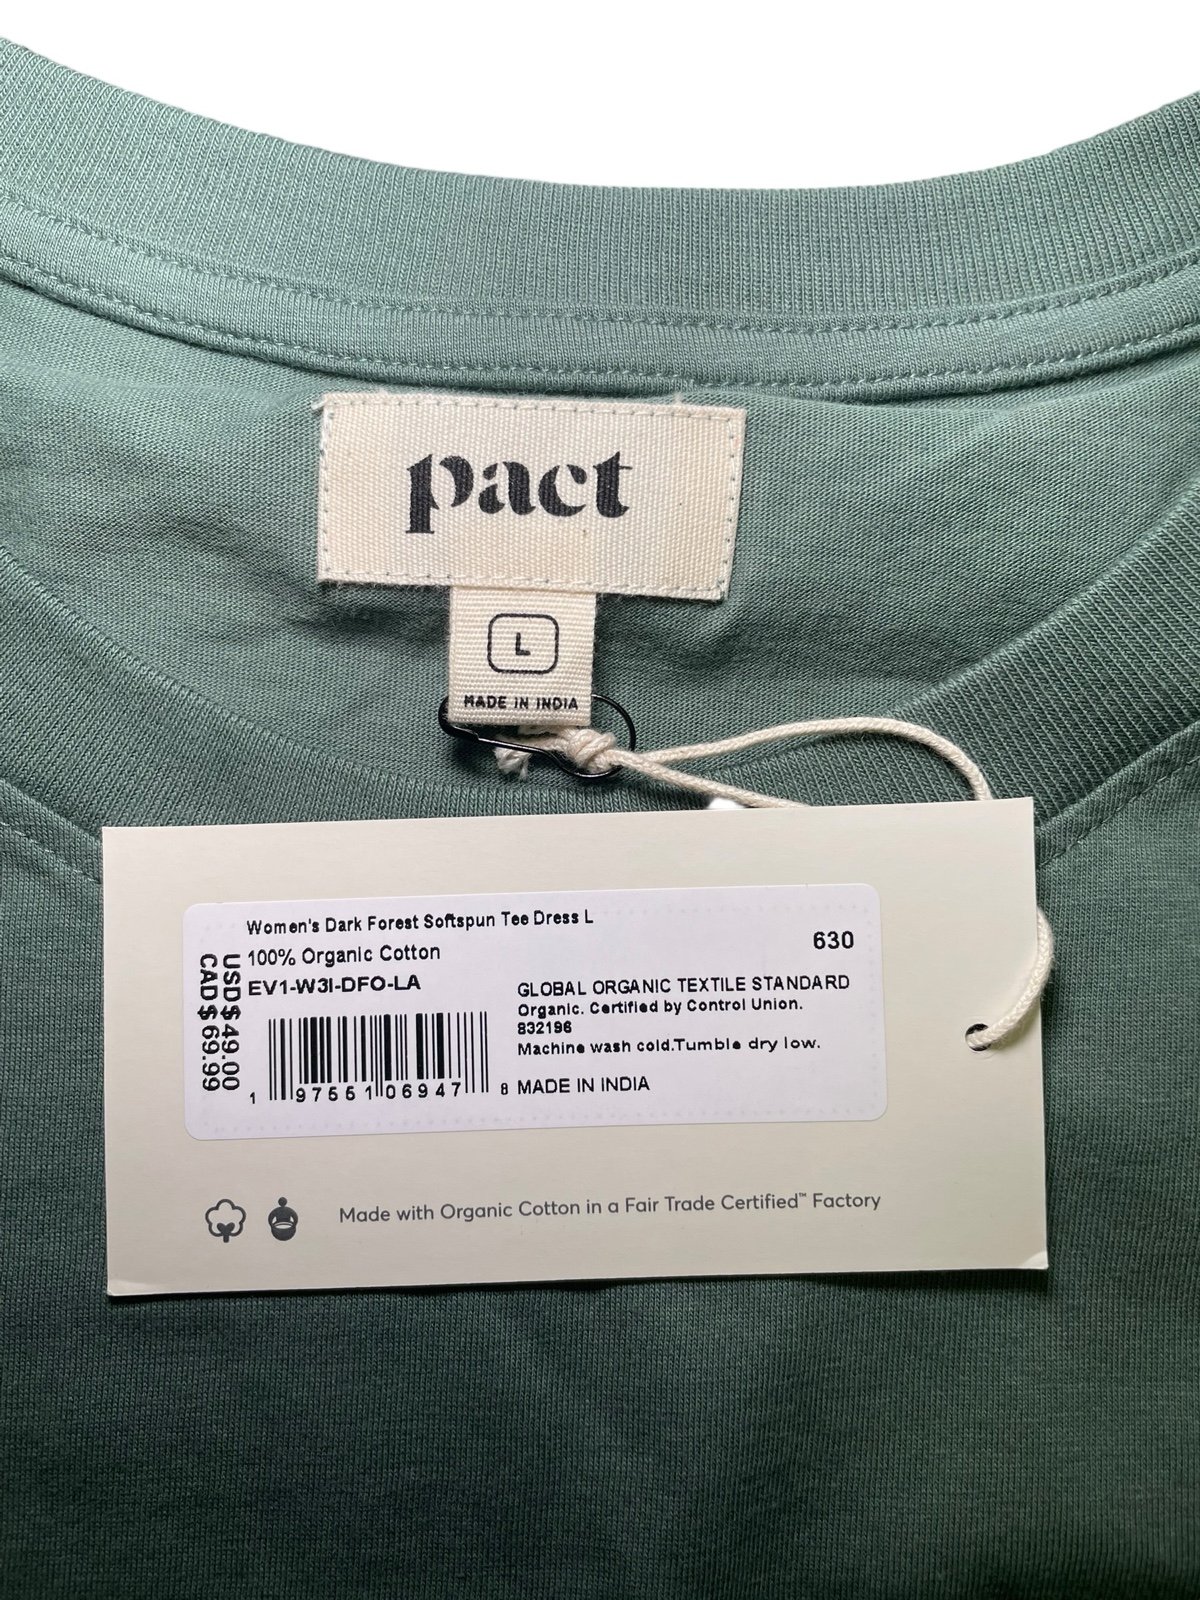 pact
L
MADE IN INDIA
Women's Dark Forest Softspun Tee Dress L
100% Organic Cotton
630
EV1-W3I-DFO-LA
USD$ 49.00
CAD$ 69.99
GLOBAL ORGANIC TEXTILE STANDARD
Organic. Certified by Control Union.
832196
Machine wash cold.Tumble dry low.
1 97551 06947 8
MADE IN INDIA
Made with Organic Cotton in a Fair Trade Certified™ Factory